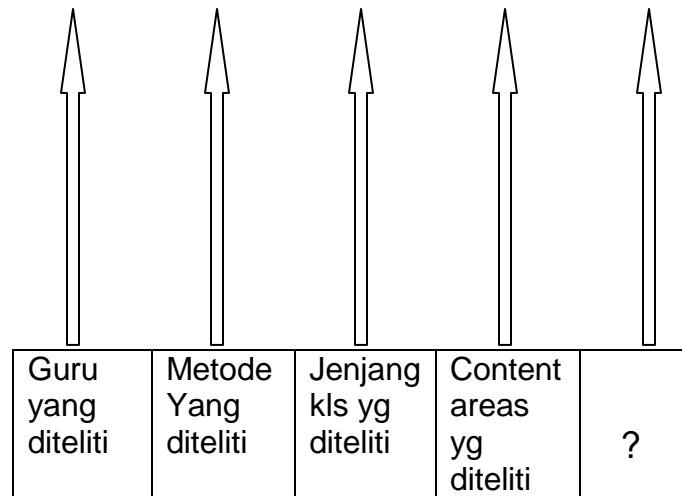 Guru
yang
diteliti
Metode
Yang
diteliti
Jenjang
kls yg
diteliti
Content
areas
yg
diteliti
?